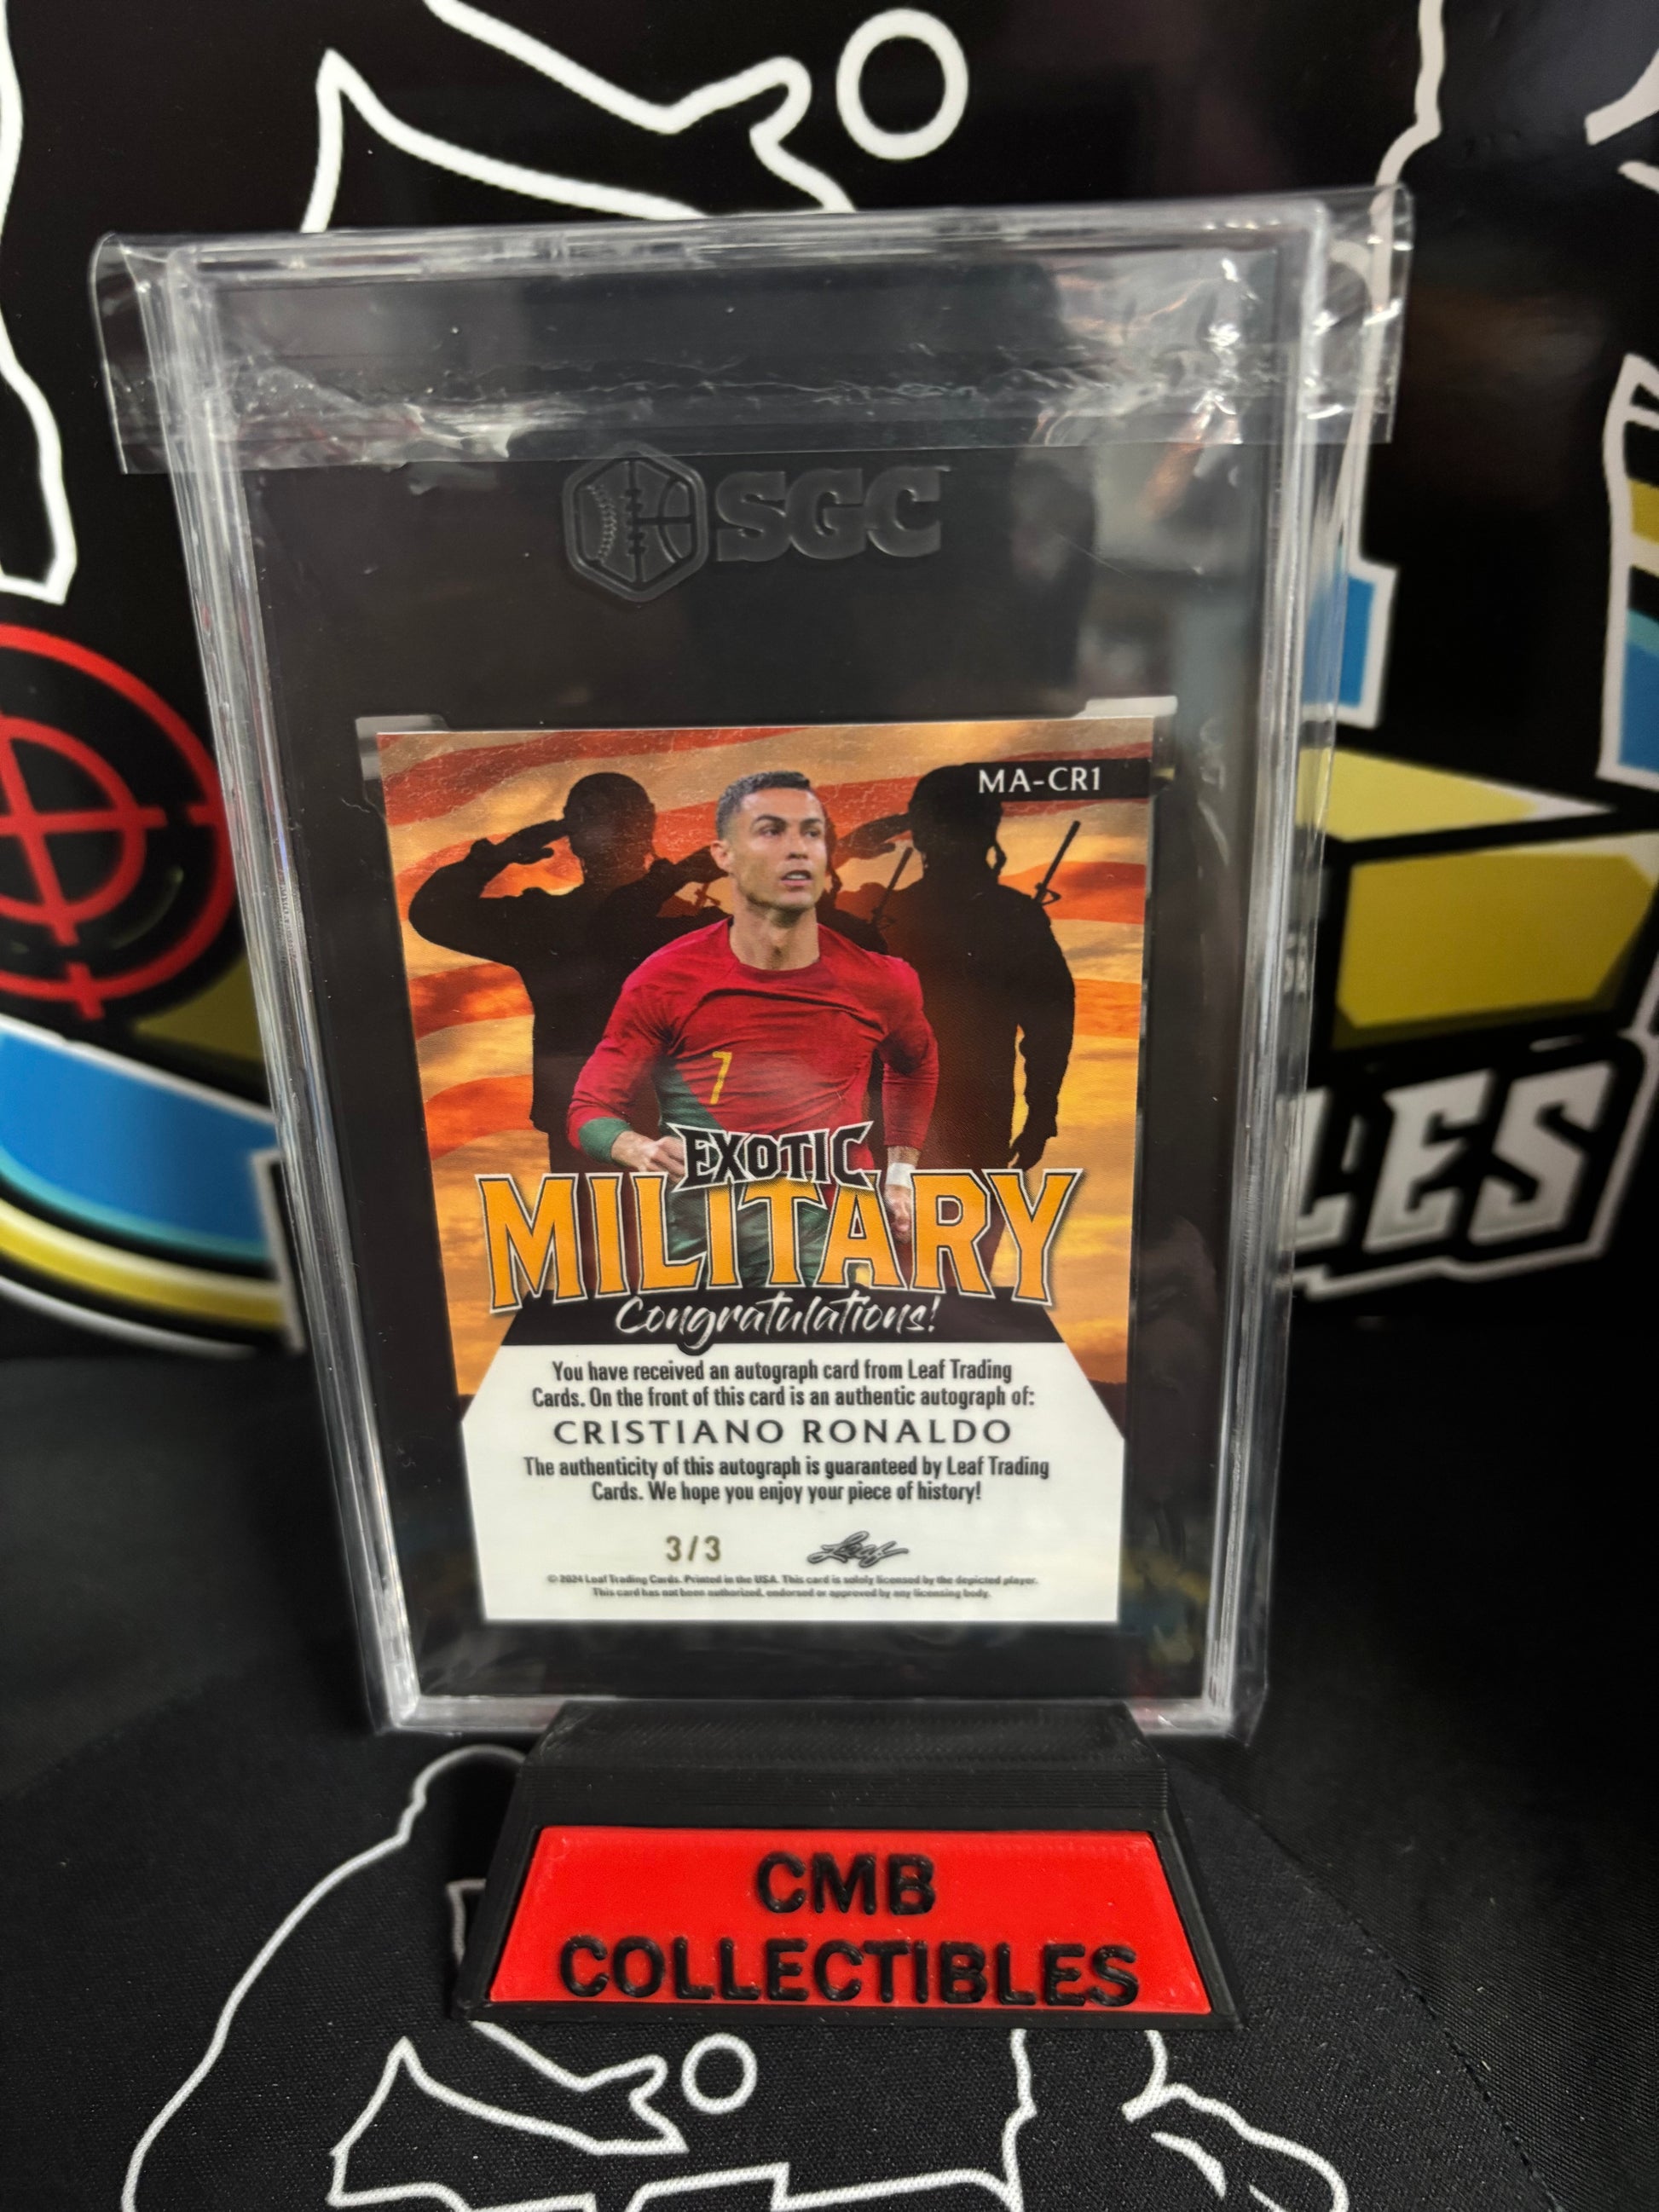 SGC
MA-CR1
7
EXOTIC
MILITARY
Congratulations!
You have received an autograph card from Leaf Trading
Cards. On the front of this card is an authentic autograph of:
CRISTIANO RONALDO
The authenticity of this autograph is guaranteed by Leaf Trading
Cards. We hope you enjoy your piece of history!
3/3
Leaf
© 2024 Leaf Trading Cards. Printed in the USA. This card is solely licensed by the depicted player.
This card has not been authorized, endorsed or approved by any licensing body.
LES
CMB
COLLECTIBLES